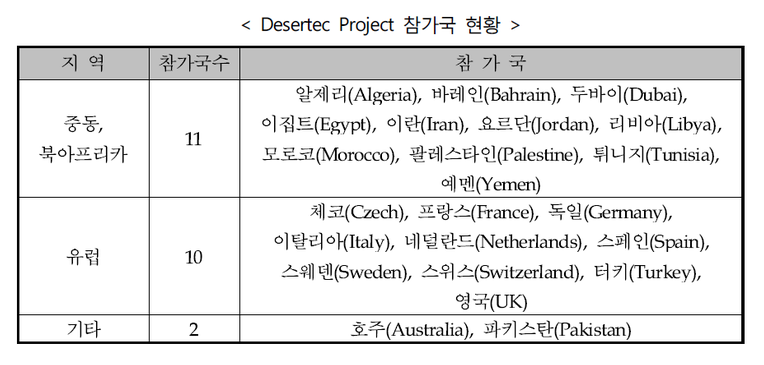 < Desertec Project 참가국 현황 >
지 역 참가국수 참 가 국
중동,
북아프리카
11
알제리(Algeria), 바레인(Bahrain), 두바이(Dubai),
이집트(Egypt), 이란(Iran), 요르단(Jordan), 리비아(Libya),
모로코(Morocco), 팔레스타인(Palestine), 튀니지(Tunisia),
예멘(Yemen)
유럽
10
체코(Czech), 프랑스(France), 독일(Germany),
이탈리아(Italy), 네덜란드(Netherlands), 스페인(Spain),
스웨덴(Sweden), 스위스(Switzerland), 터키(Turkey),
영국(UK)
기타 2 호주(Australia), 파키스탄(Pakistan)